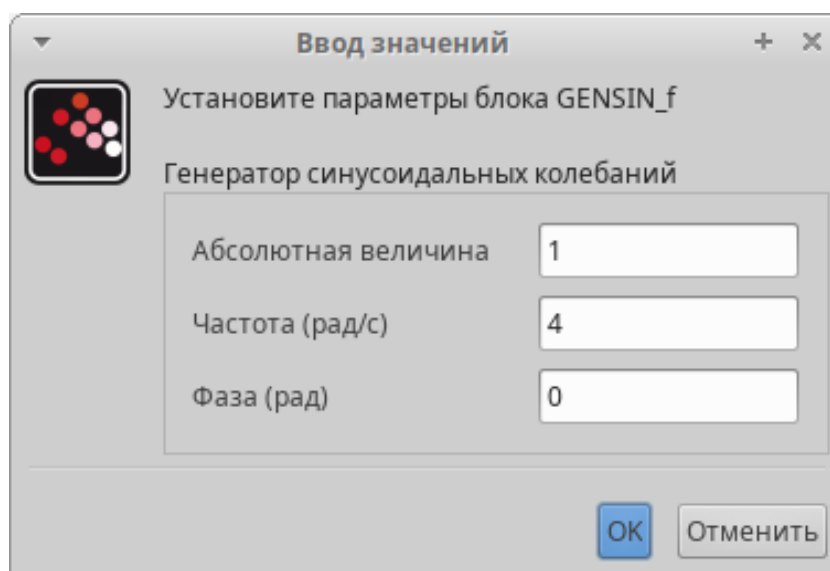 Ввод значений
Установите параметры блока GENSIN_f
Генератор синусоидальных колебаний
Абсолютная величина 1
Частота (рад/с) 4
Фаза (рад) 0
OK Отменить